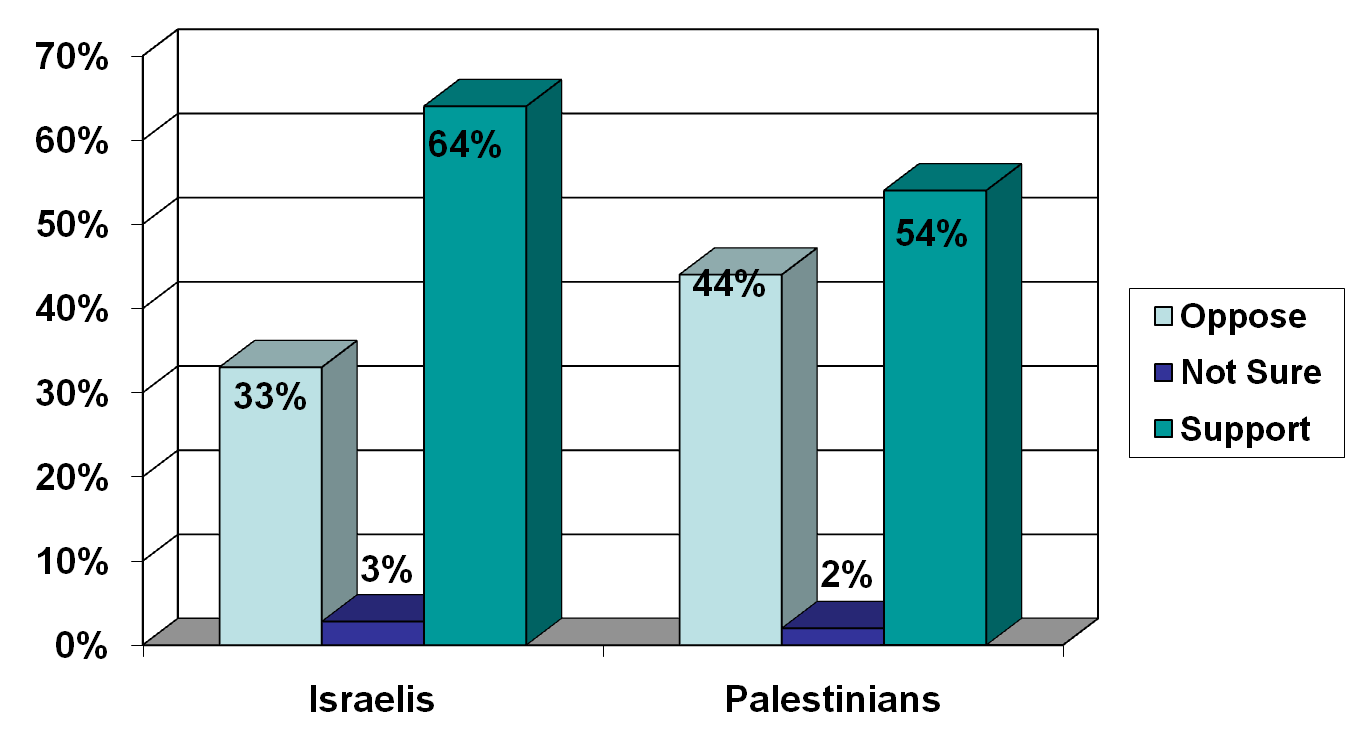 70%
60%
50%
40%
30%
20%
10%
0%
33%
3%
64%
44%
2%
54%
Israelis
Palestinians
Oppose
Not Sure
Support